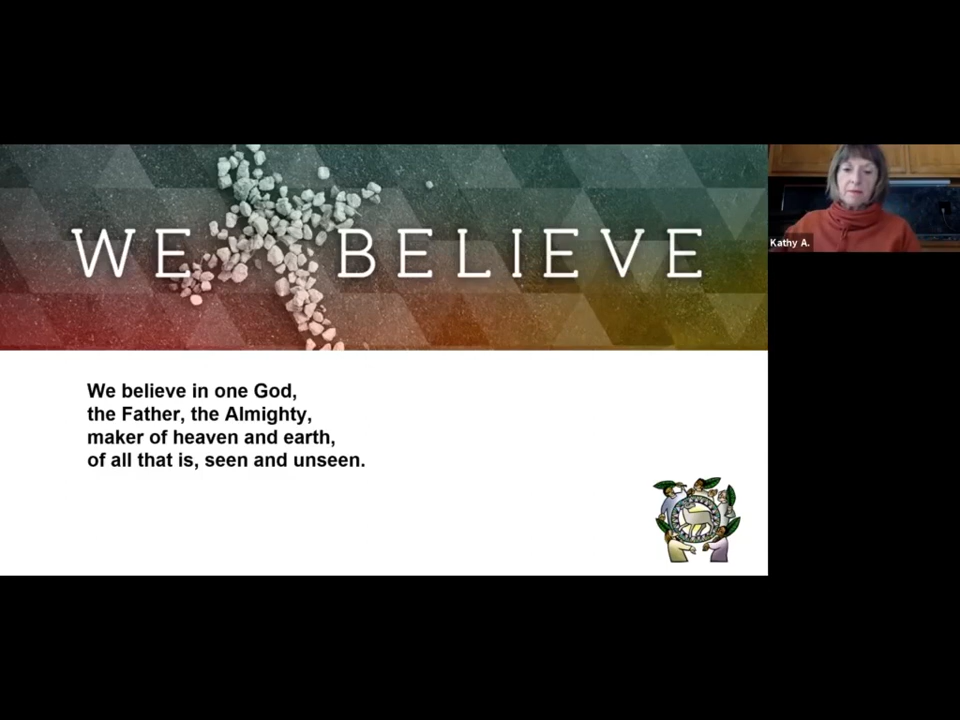 WE BELIEVE
Kathy A.
We believe in one God,
the Father, the Almighty,
maker of heaven and earth,
of all that is, seen and unseen.